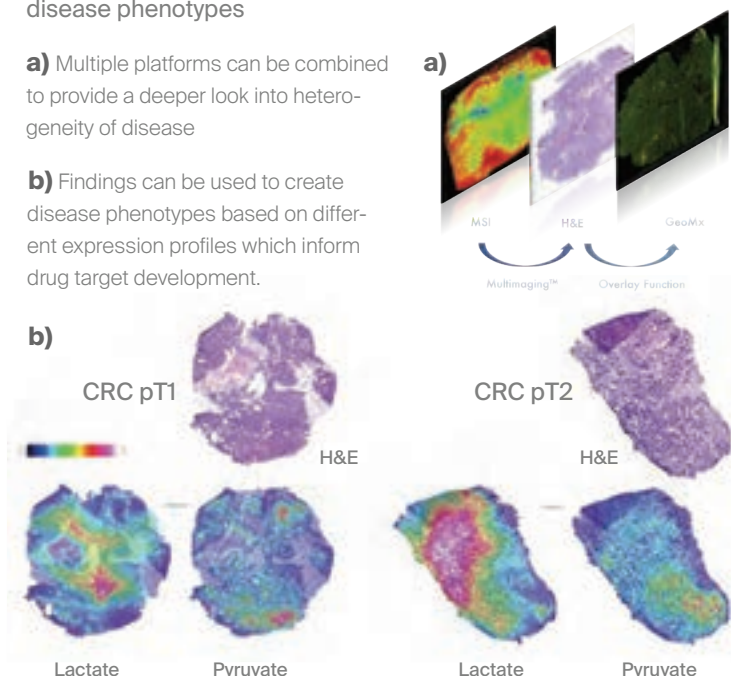 disease phenotypes
a) Multiple platforms can be combined
to provide a deeper look into hetero-
geneity of disease
b) Findings can be used to create
disease phenotypes based on differ-
ent expression profiles which inform
drug target development.
a)
MSI
H&E
GeoMx
Multimaging™
Overlay Function
b)
CRC pT1
H&E
CRC pT2
H&E
Lactate
Pyruvate
Lactate
Pyruvate